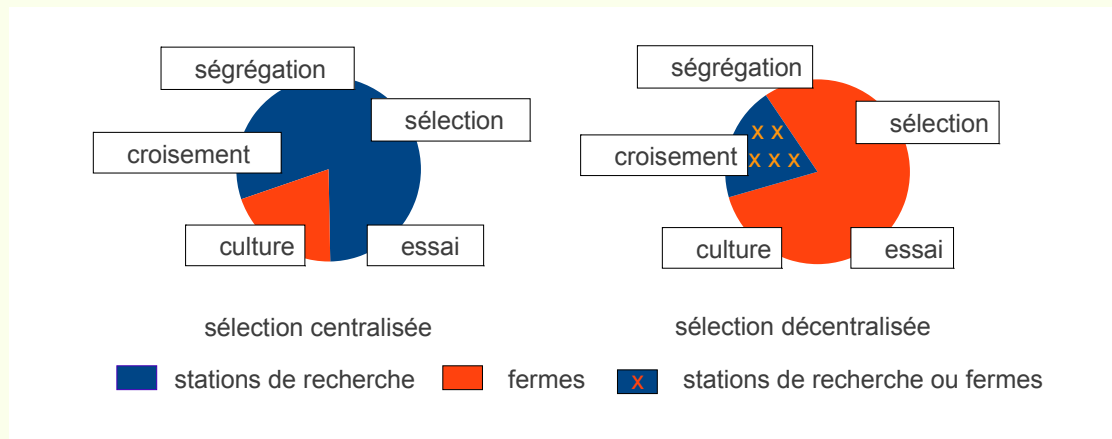 ségrégation
sélection
croisement
culture
essai
sélection centralisée
ségrégation
sélection
croisement
x x
x x x
culture
essai
sélection décentralisée
stations de recherche
fermes
x
stations de recherche ou fermes